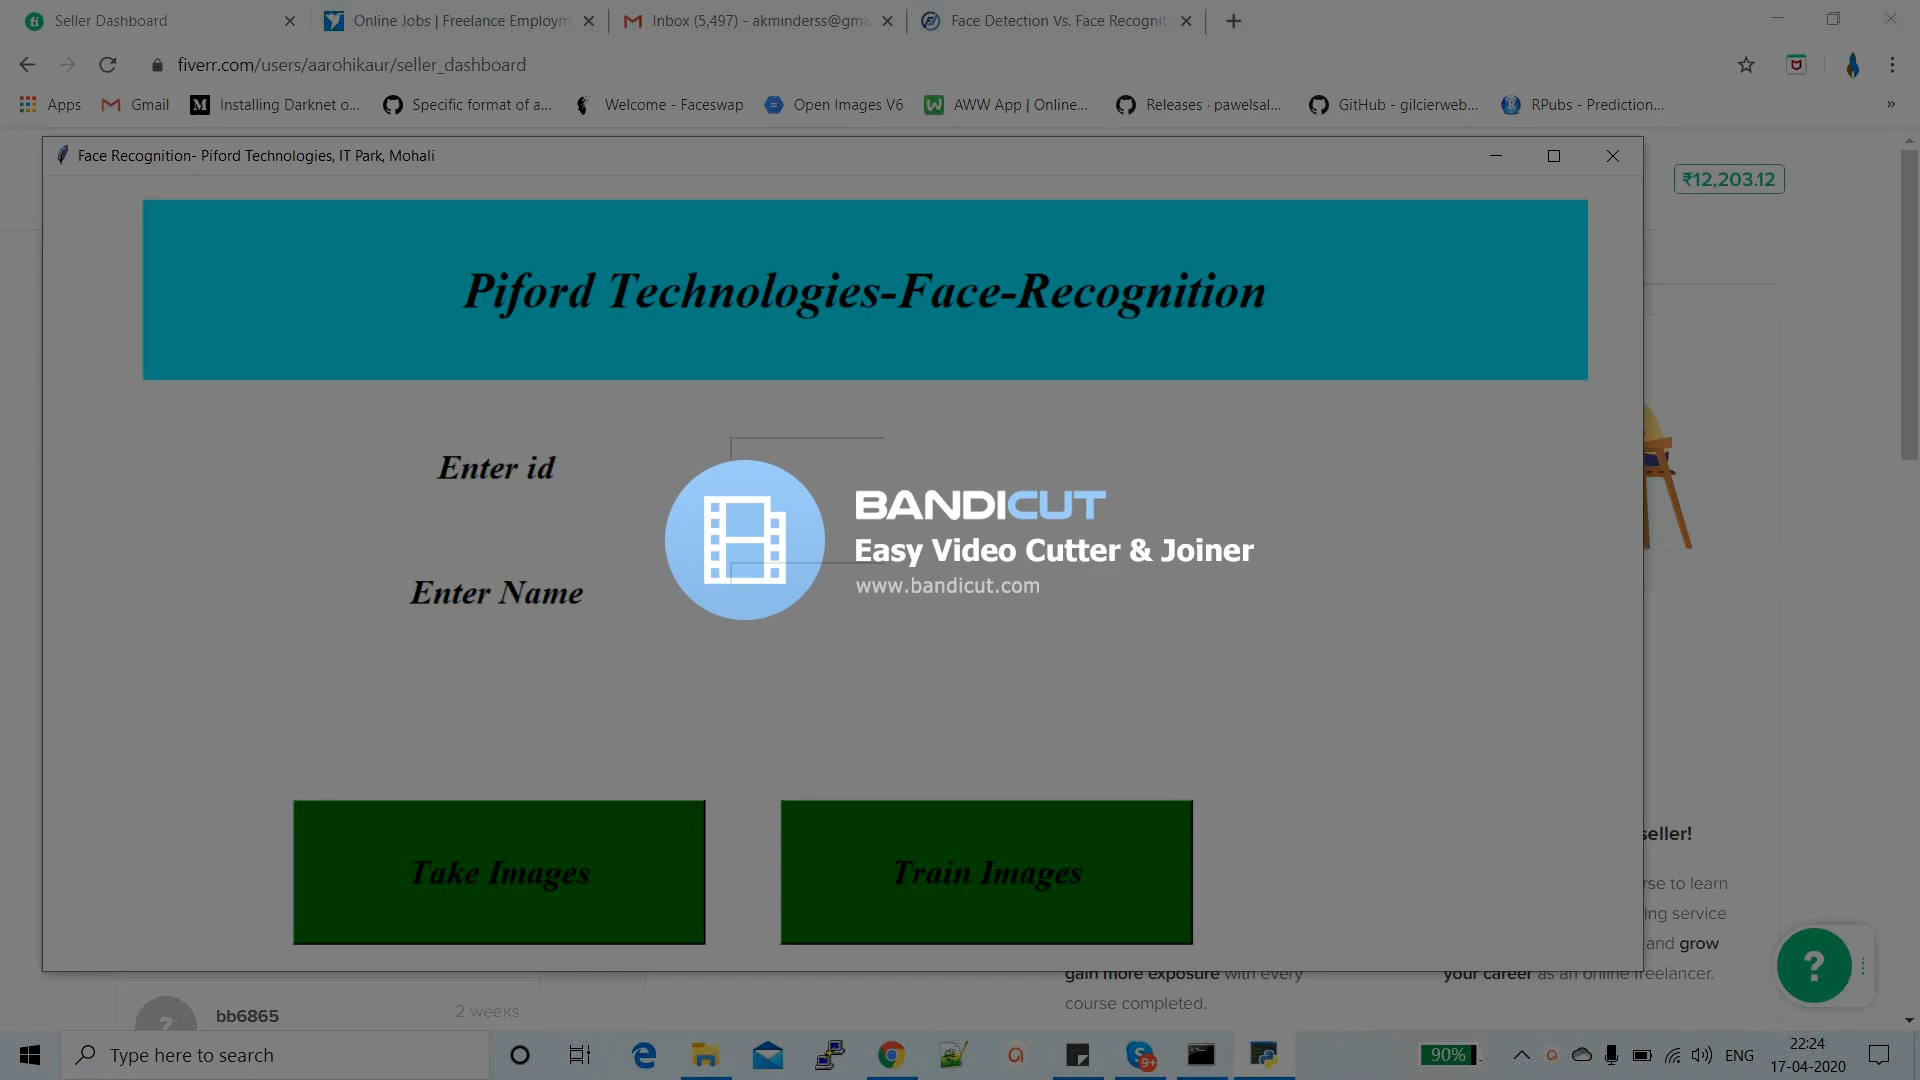 Seller Dashboard
Online Jobs | Freelance Employm
Inbox (5,497) - akminderss@gma
Face Detection Vs. Face Recognit
fiverr.com/users/aarohikaur/seller_dashboard
Apps
Gmail
Installing Darknet o...
Specific format of a...
Welcome - Faceswap
Open Images V6
AWW App | Online...
Releases · pawelsal...
GitHub - gilcierweb...
RPubs - Prediction...
»
Face Recognition- Piford Technologies, IT Park, Mohali
₹12,203.12
Piford Technologies-Face-Recognition
Enter id
BANDICUT
Easy Video Cutter & Joiner
www.bandicut.com
Enter Name
seller!
Take Images
Train Images
rse to learn
ing service
and grow
gain more exposure with every
your career as an online freelancer.
course completed.
?
bb6865
2 weeks
?
Type here to search
9+
90%
ENG
22:24
17-04-2020